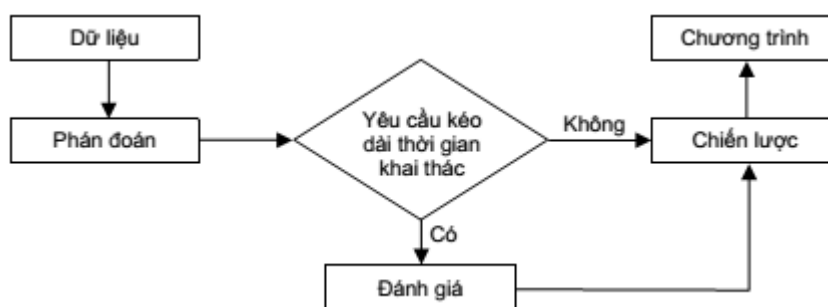 Dữ liệu
Chương trình
Phán đoán
Yêu cầu kéo
dài thời gian
khai thác
Không
Chiến lược
Có
Đánh giá